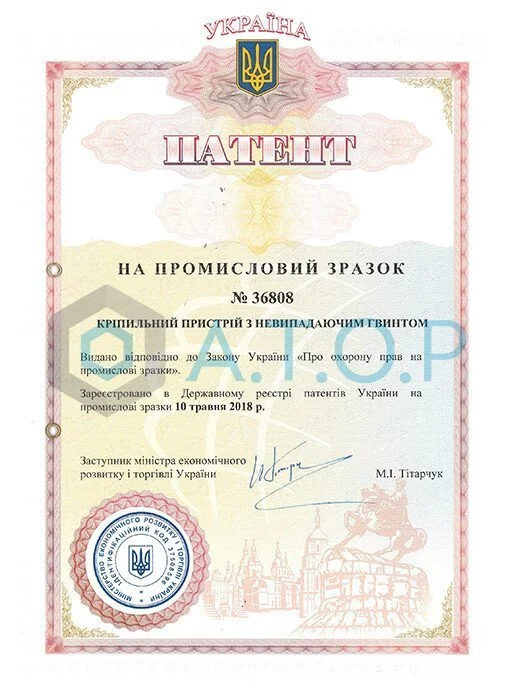 УКРАЇНА
ПАТЕНТ
НА ПРОМИСЛОВИЙ ЗРАЗОК
№ 36808
КРІПИЛЬНИЙ ПРИСТРІЙ З НЕВИПАДАЮЧИМ ГВИНТОМ
Видано відповідно до Закону України «Про охорону прав на
промислові зразки».
A.T.O.P
Зареєстровано в Державному реєстрі патентів України на
промислові зразки 10 травня 2018 р.
Заступник міністра економічного
розвитку і торгівлі України
М.І. Тітарчук
МІНІСТЕРСТВО ЕКОНОМІЧНОГО РОЗВИТКУ І ТОРГІВЛІ УКРАЇНИ
ІДЕНТИФІКАЦІЙНИЙ КОД 37508596